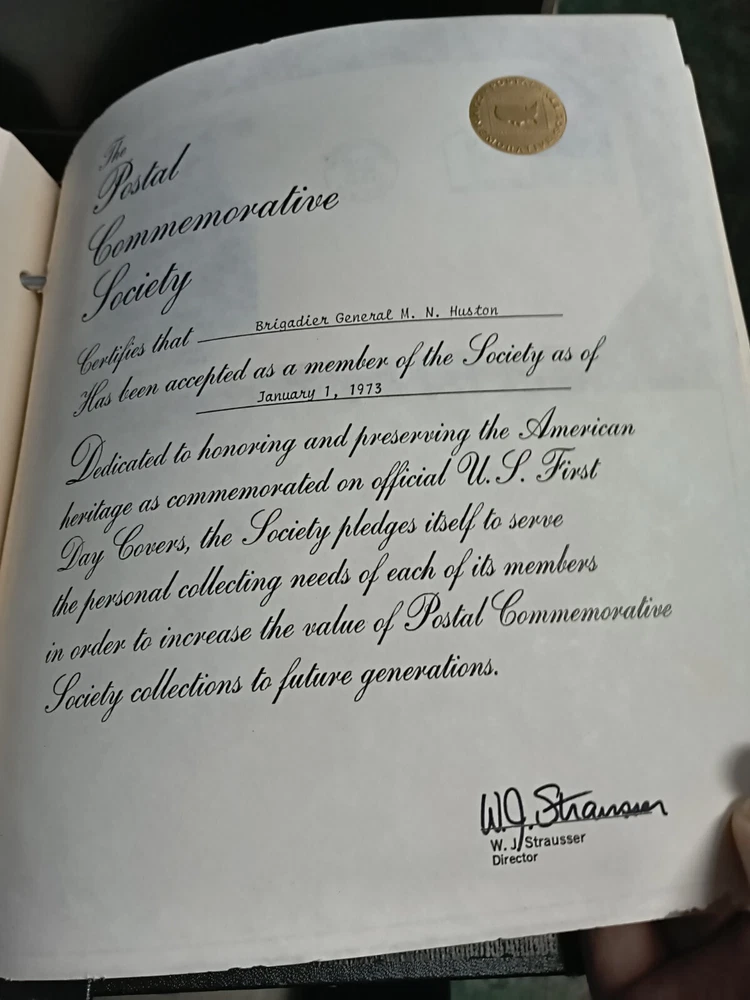 The
Postal
Commemorative
Society
Certifies that Brigadier General M. N. Huston
Has been accepted as a member of the Society as of
January 1, 1973
Dedicated to honoring and preserving the American
heritage as commemorated on official U.S. First
Day Covers, the Society pledges itself to serve
the personal collecting needs of each of its members
in order to increase the value of Postal Commemorative
Society collections to future generations.
W.J. Strausser
W. J. Strausser
Director